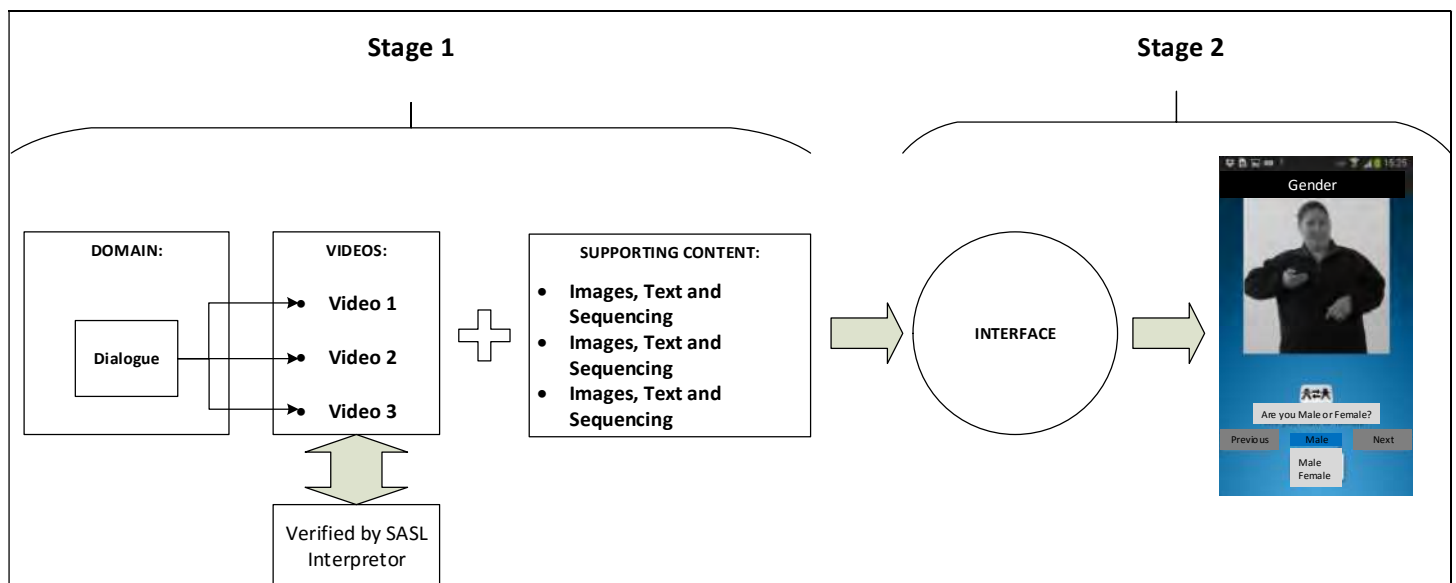 Stage 1
Stage 2
DOMAIN:
Dialogue
VIDEOS:
• Video 1
• Video 2
• Video 3
Verified by SASL
Interpretor
SUPPORTING CONTENT:
• Images, Text and
Sequencing
• Images, Text and
Sequencing
• Images, Text and
Sequencing
INTERFACE
15:25
Gender
Are you Male or Female?
Previous
Male
Next
Male
Female